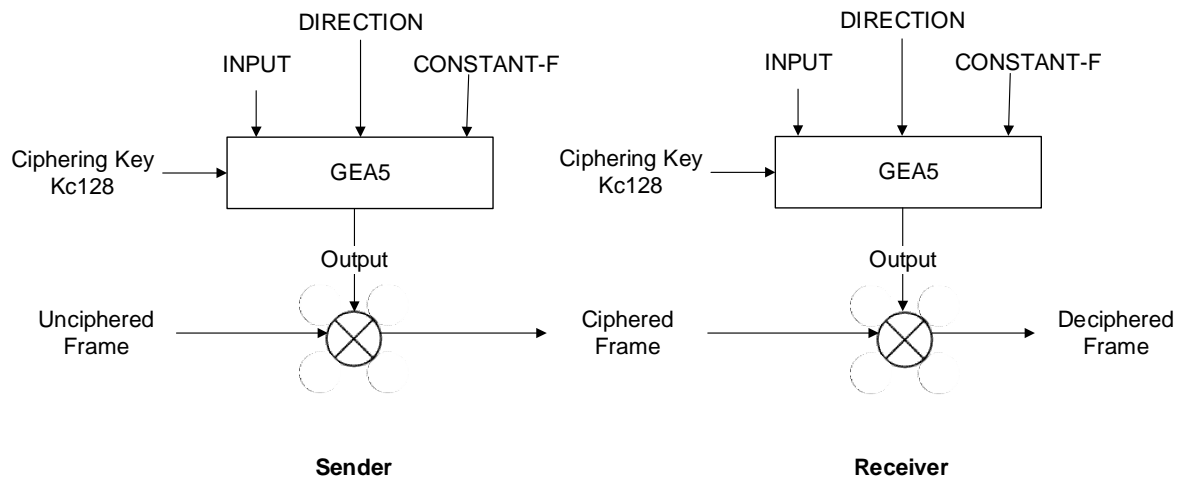 DIRECTION
INPUT
CONSTANT-F
Ciphering Key
Kc128
GEA5
Output
Unciphered
Frame
Ciphered
Frame
Sender
DIRECTION
INPUT
CONSTANT-F
Ciphering Key
Kc128
GEA5
Output
Deciphered
Frame
Receiver